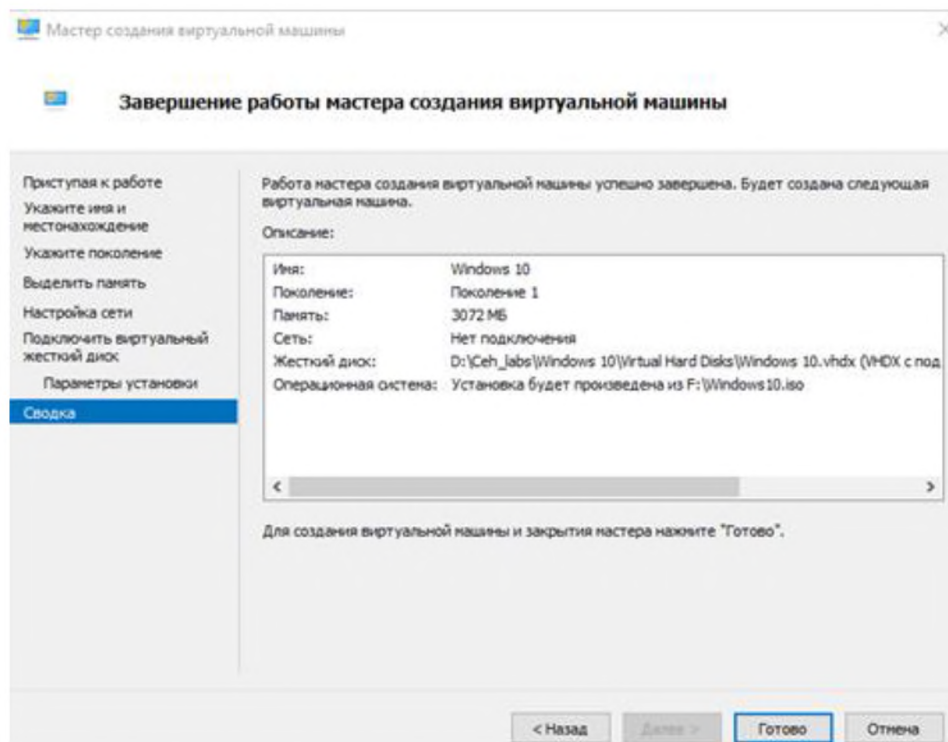 Мастер создания виртуальной машины
Завершение работы мастера создания виртуальной машины
Приступая к работе
Укажите имя и
местонахождение
Укажите поколение
Выделить память
Настройка сети
Подключить виртуальный
жесткий диск
Параметры установки
Сводка
Работа мастера создания виртуальной машины успешно завершена. Будет создана следующая
виртуальная машина.
Описание:
Имя: Windows 10
Поколение: Поколение 1
Память: 3072 МБ
Сеть: Нет подключения
Жесткий диск: D:\Ceh_labs\Windows 10\Virtual Hard Disks\Windows 10.vhdx (VHDX с под
Операционная система: Установка будет произведена из F:\Windows10.iso
Для создания виртуальной машины и закрытия мастера нажмите "Готово".
< Назад Далее > Готово Отмена